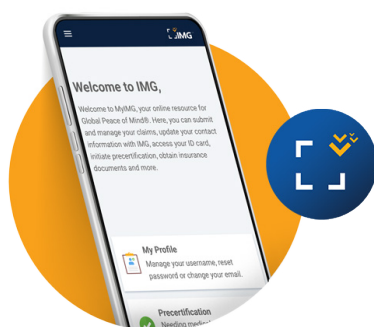 IMG
Welcome to IMG,
Welcome to MyIMG, your online resource for
Global Peace of Mind®. Here, you can submit
and manage your claims, update your contact
information with IMG, access your ID card,
initiate precertification, obtain insurance
documents and more.
My Profile
Manage your username, reset
password or change your email.
Precertification
Needing